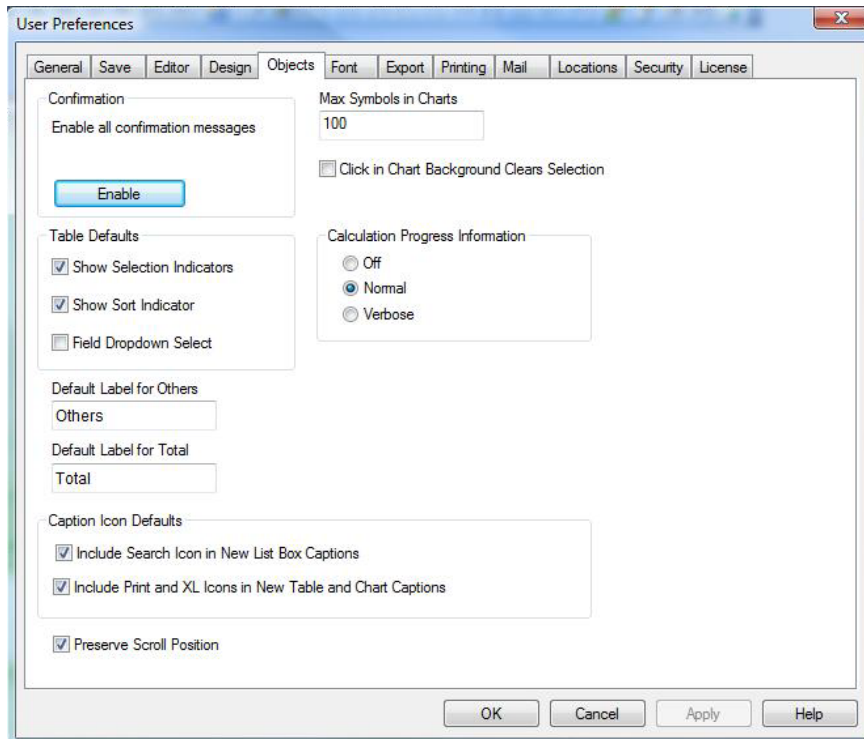 User Preferences
General Save Editor Design Objects Font Export Printing Mail Locations Security License
Confirmation
Enable all confirmation messages
Enable
Max Symbols in Charts
100
Click in Chart Background Clears Selection
Table Defaults
Show Selection Indicators
Show Sort Indicator
Field Dropdown Select
Calculation Progress Information
Off
Normal
Verbose
Default Label for Others
Others
Default Label for Total
Total
Caption Icon Defaults
Include Search Icon in New List Box Captions
Include Print and XL Icons in New Table and Chart Captions
Preserve Scroll Position
OK Cancel Apply Help